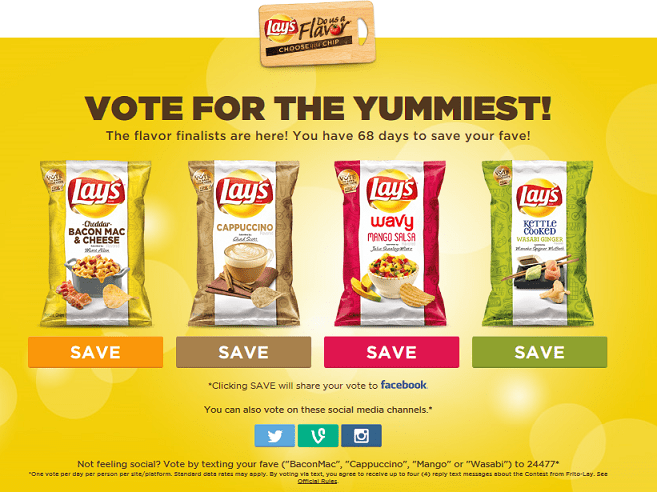 Lay's Do us a Flavor
CHOOSE YOUR CHIP
VOTE FOR THE YUMMIEST!
The flavor finalists are here! You have 68 days to save your fave!
Lay's
Cheddar
BACON MAC
& CHEESE
Lay's
CAPPUCCINO
Chad Scott
Lay's
wavy
MANGO SALSA
Lay's
KETTLE
COOKED
WASABI GINGER
SAVE
SAVE
SAVE
SAVE
*Clicking SAVE will share your vote to facebook.
You can also vote on these social media channels.*
Not feeling social? Vote by texting your fave ("BaconMac", "Cappuccino", "Mango" or "Wasabi") to 24477*
*One vote per day per person per site/platform. Standard data rates may apply. By voting via text, you agree to receive up to four (4) reply text messages about the Contest from Frito-Lay. See
Official Rules.